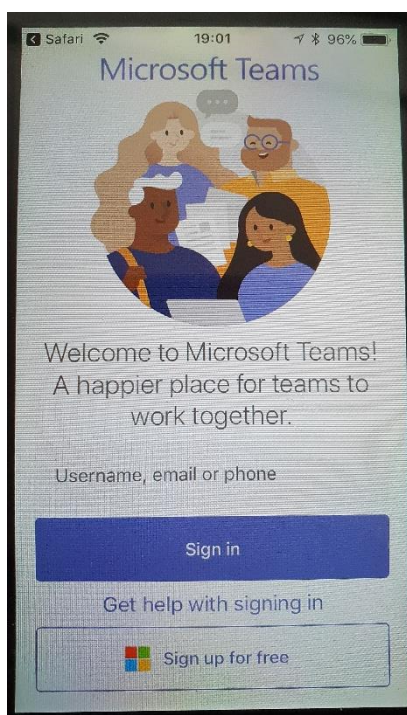 Safari 19:01 96%
Microsoft Teams
Welcome to Microsoft Teams!
A happier place for teams to
work together.
Username, email or phone
Sign in
Get help with signing in
Sign up for free